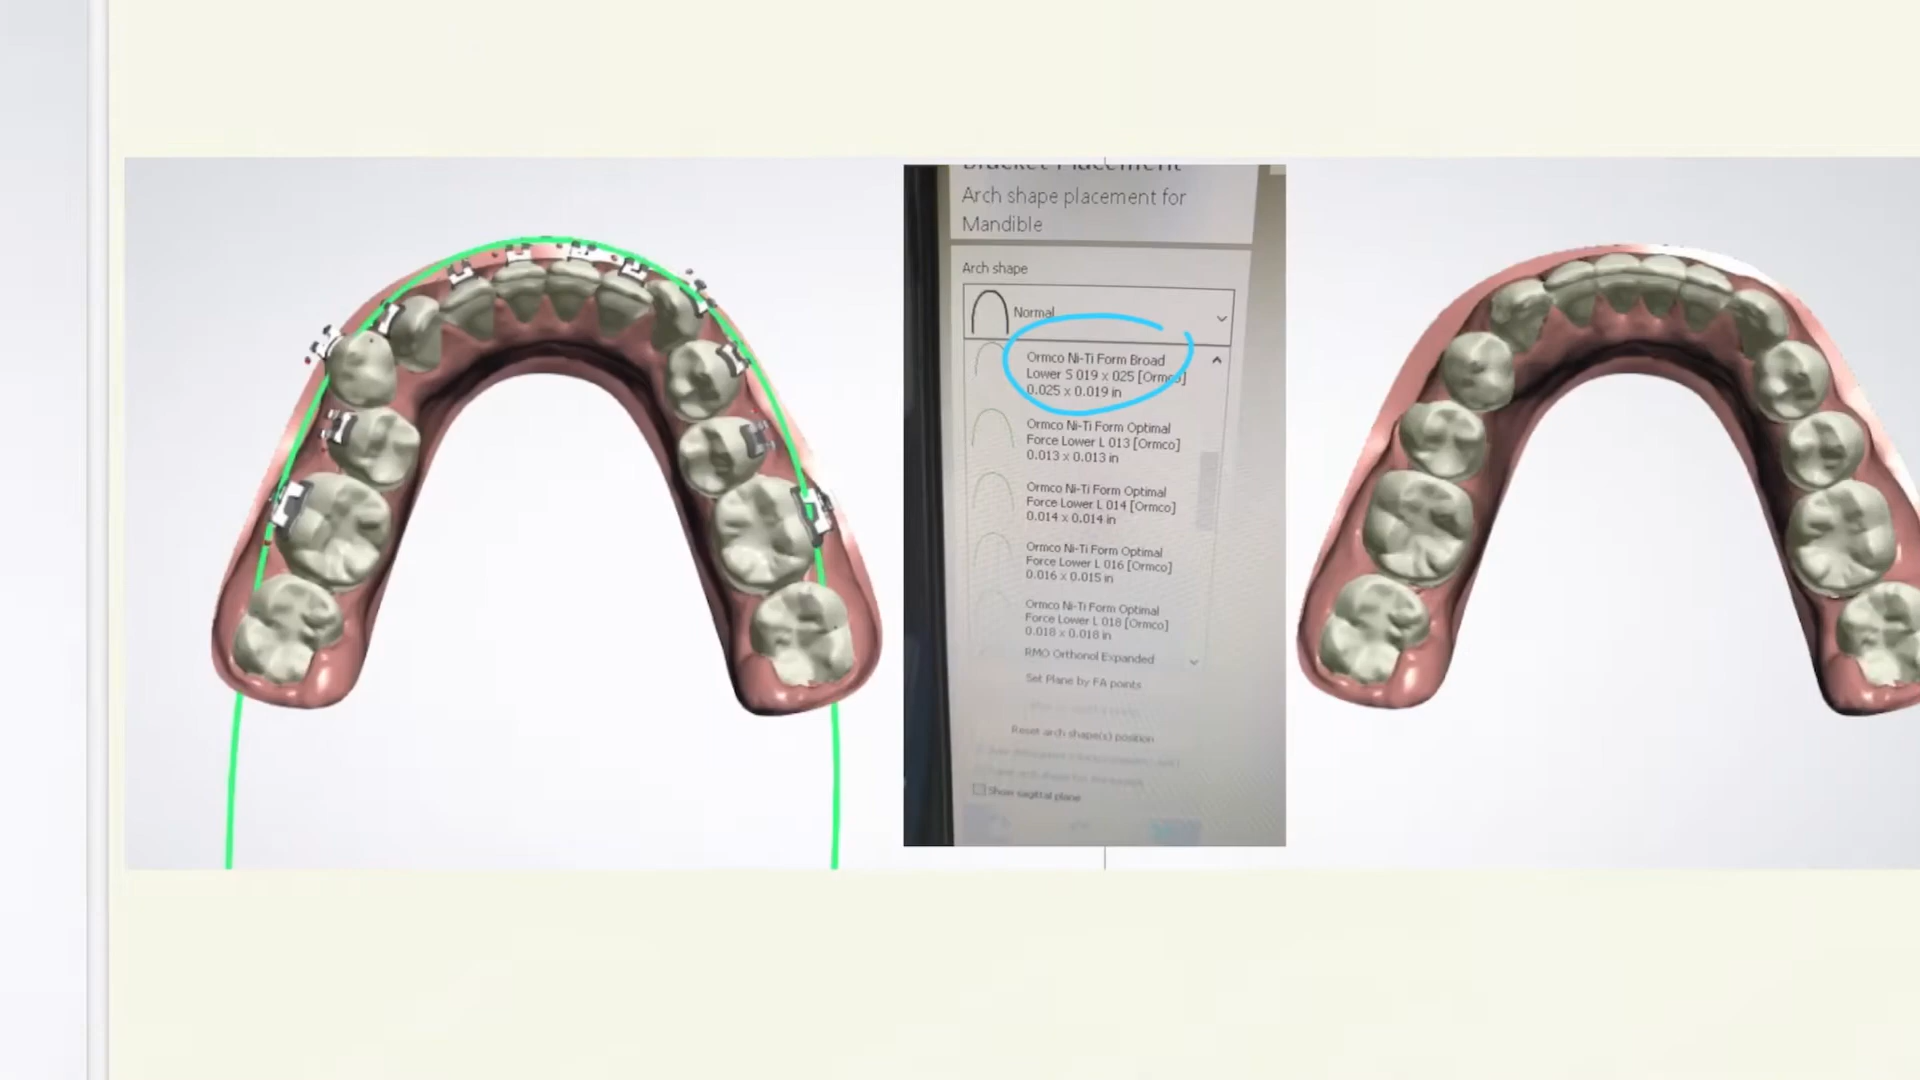 Bracket Placement
Arch shape placement for
Mandible
Arch shape
Normal
Ormco Ni-Ti Form Broad
Lower S 019 x 025 [Ormco]
0.025 x 0.019 in
Ormco Ni-Ti Form Optimal
Force Lower L 013 [Ormco]
0.013 x 0.013 in
Ormco Ni-Ti Form Optimal
Force Lower L 014 [Ormco]
0.014 x 0.014 in
Ormco Ni-Ti Form Optimal
Force Lower L 016 [Ormco]
0.016 x 0.015 in
Ormco Ni-Ti Form Optimal
Force Lower L 018 [Ormco]
0.018 x 0.018 in
RMO Orthonol Expanded
Set Plane by FA points
Reset arch shape(s) position
Show sagittal plane